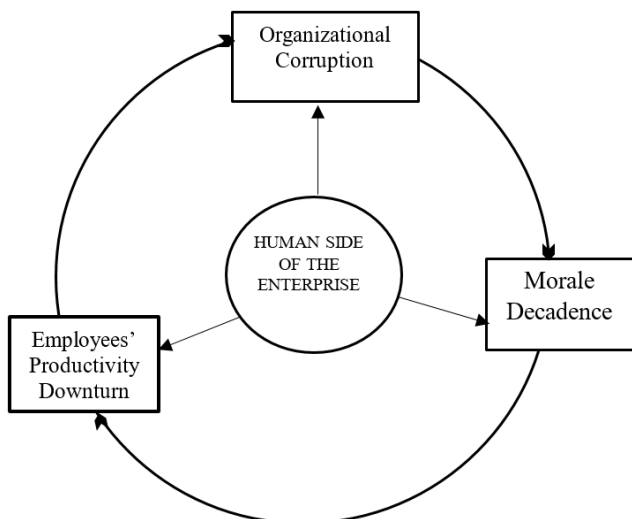 Organizational
Corruption
HUMAN SIDE
OF THE
ENTERPRISE
Morale
Decadence
Employees’
Productivity
Downturn